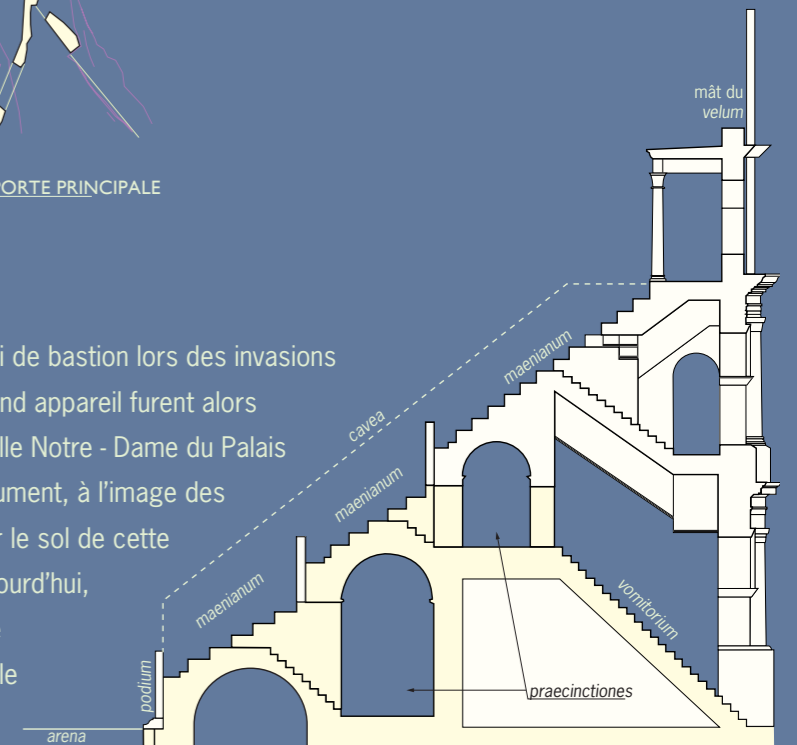 PORTE PRINCIPALE
mât du
velum
i de bastion lors des invasions
nd appareil furent alors
lle Notre - Dame du Palais
ument, à l'image des
r le sol de cette
ourd'hui,
le
maenianum
cavea
maenianum
maenianum
vomitorium
podium
praecinctiones
arena